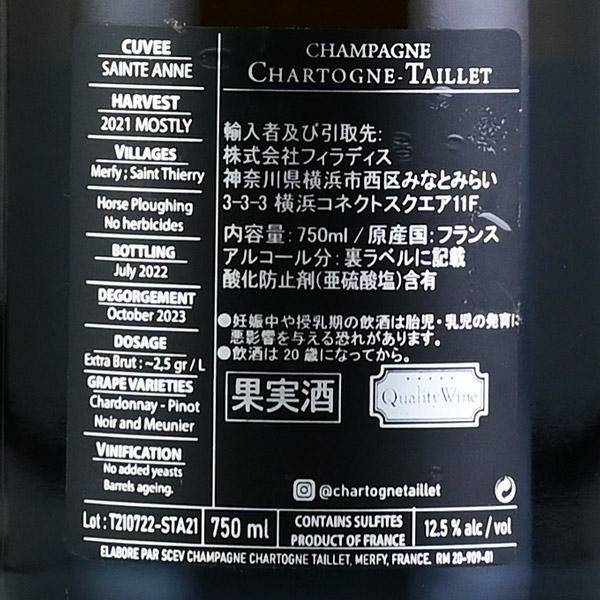 CUVEE
SAINTE ANNE
HARVEST
2021 MOSTLY
VILLAGES
Merfy ; Saint Thierry
Horse Ploughing
No herbicides
BOTTLING
July 2022
DEGORGEMENT
October 2023
DOSAGE
Extra Brut : ~2,5 gr / L
GRAPE VARIETIES
Chardonnay - Pinot
Noir and Meunier
VINIFICATION
No added yeasts
Barrels ageing.
CHAMPAGNE
CHARTOGNE-TAILLET
輸入者及び引取先:
株式会社フィラディス
神奈川県横浜市西区みなとみらい
3-3-3 横浜コネクトスクエア11F
内容量: 750ml / 原産国: フランス
アルコール分: 裏ラベルに記載
酸化防止剤(亜硫酸塩)含有
●妊娠中や授乳期の飲酒は胎児・乳児の発育に
悪影響を与える恐れがあります。
●飲酒は20歳になってから。
果実酒
Quality Wine
@chartognetaillet
Lot : T210722-STA21
750 ml
CONTAINS SULFITES
PRODUCT OF FRANCE
12.5 % alc / vol
ELABORE PAR SCEV CHAMPAGNE CHARTOGNE TAILLET, MERFY, FRANCE. RM 20-909-01